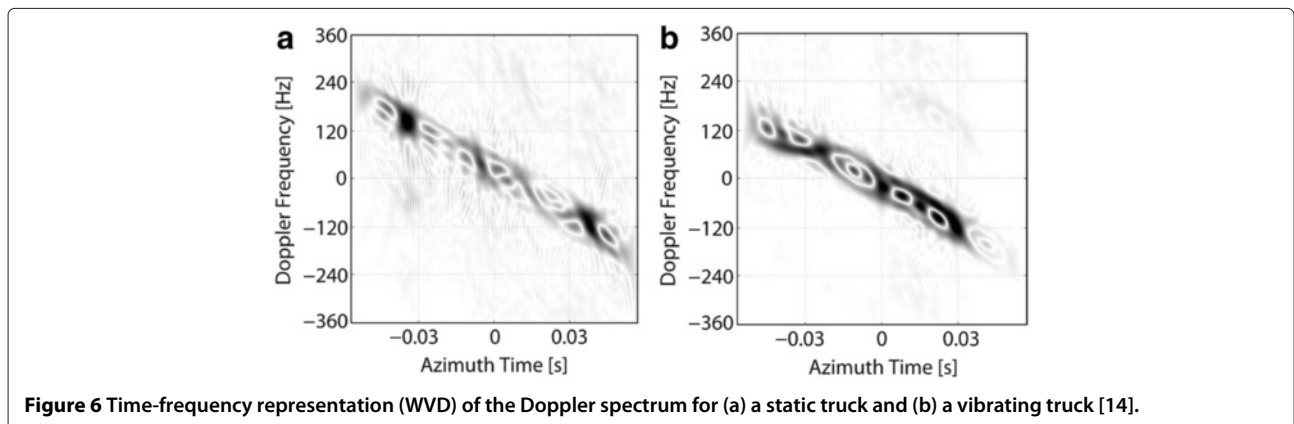 a
b
360
240
120
0
−120
−240
−360
Doppler Frequency [Hz]
−0.03
0
0.03
Azimuth Time [s]
360
240
120
0
−120
−240
−360
Doppler Frequency [Hz]
−0.03
0
0.03
Azimuth Time [s]
Figure 6 Time-frequency representation (WVD) of the Doppler spectrum for (a) a static truck and (b) a vibrating truck [14].